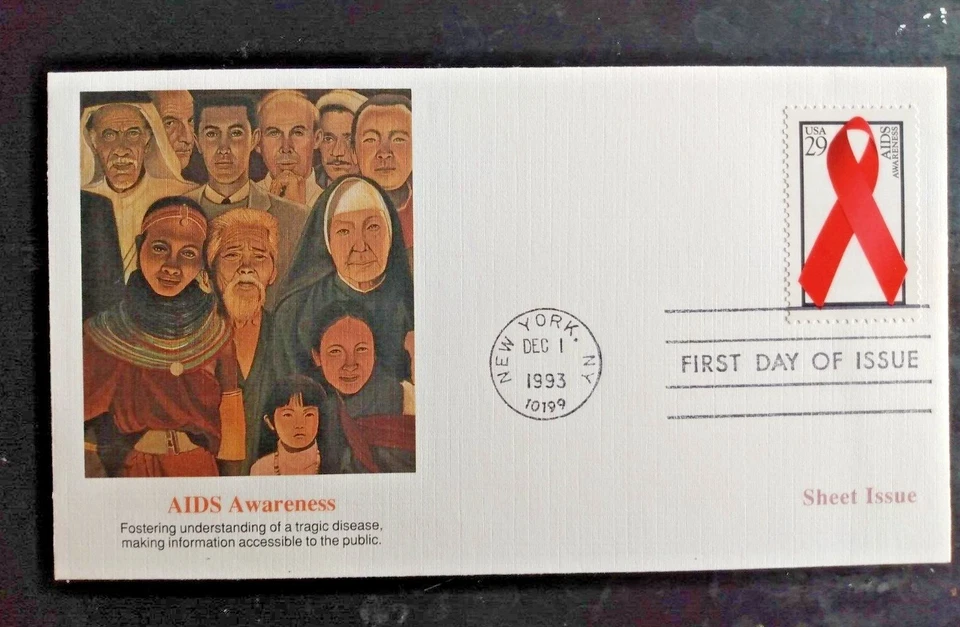 USA
29
AIDS
AWARENESS
NEW YORK, NY
DEC 1
1993
10199
FIRST DAY OF ISSUE
Sheet Issue
AIDS Awareness
Fostering understanding of a tragic disease,
making information accessible to the public.